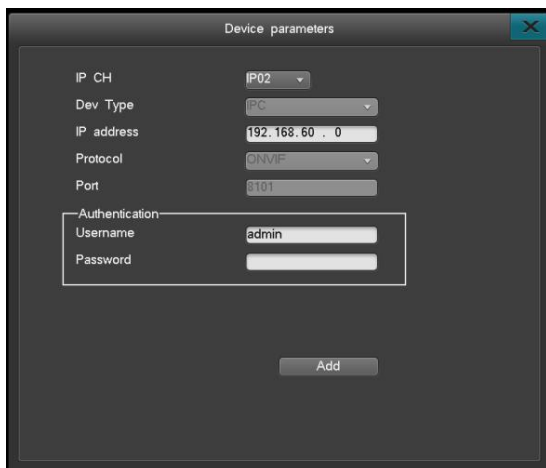 Device parameters
IP CH IP02
Dev Type IPC
IP address 192.168.60 . 0
Protocol ONVIF
Port 8101
Authentication
Username admin
Password
Add